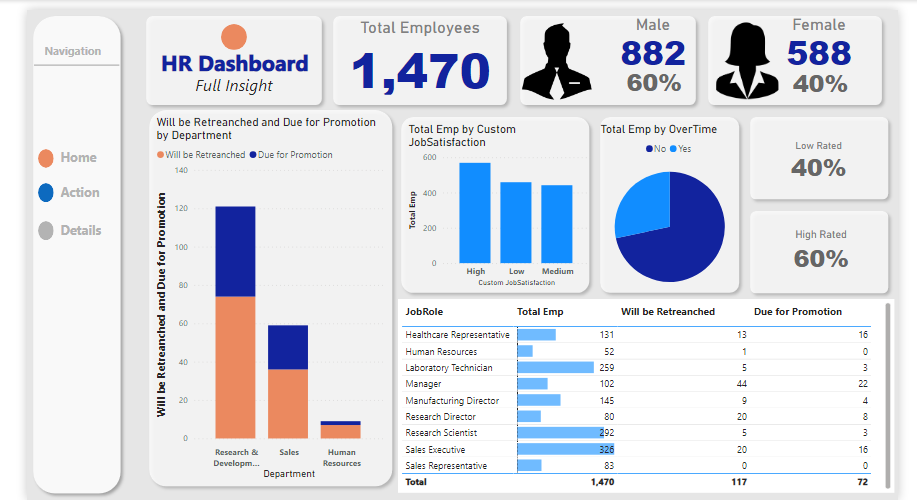 Navigation
Home
Action
Details
HR Dashboard
Full Insight
Total Employees
1,470
Male
882
60%
Female
588
40%
Will be Retreanched and Due for Promotion
by Department
Will be Retreanched Due for Promotion
Will be Retreanched and Due for Promotion
140
120
100
80
60
40
20
0
Research &
Developm...
Sales
Human
Resources
Department
Total Emp by Custom
JobSatisfaction
Total Emp
600
400
200
0
High Low Medium
Custom JobSatisfaction
Total Emp by OverTime
No Yes
Low Rated
40%
High Rated
60%
JobRole Total Emp Will be Retreanched Due for Promotion
Healthcare Representative 131 13 16
Human Resources 52 1 0
Laboratory Technician 259 5 3
Manager 102 44 22
Manufacturing Director 145 9 4
Research Director 80 20 8
Research Scientist 292 5 3
Sales Executive 326 20 16
Sales Representative 83 0 0
Total 1,470 117 72